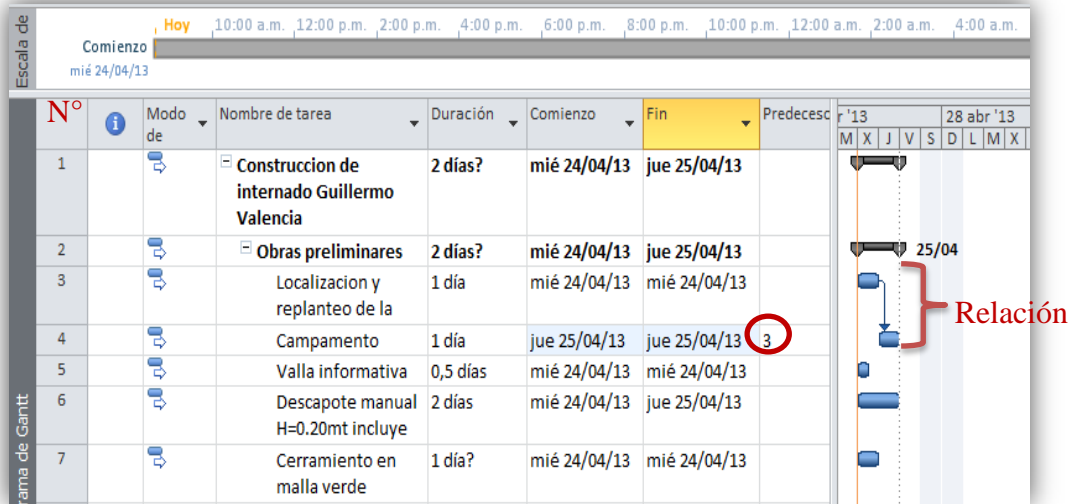 Escala de
Hoy 10:00 a.m. 12:00 p.m. 2:00 p.m. 4:00 p.m. 6:00 p.m. 8:00 p.m. 10:00 p.m. 12:00 a.m. 2:00 a.m. 4:00 a.m.
Comienzo
mié 24/04/13
N° Modo de Nombre de tarea Duración Comienzo Fin Predecesc r '13 28 abr '13
M X J V S D L M X
1 Construccion de 2 días? mié 24/04/13 jue 25/04/13
internado Guillermo
Valencia
2 Obras preliminares 2 días? mié 24/04/13 jue 25/04/13 25/04
3 Localizacion y 1 día mié 24/04/13 mié 24/04/13
replanteo de la
Relación
4 Campamento 1 día jue 25/04/13 jue 25/04/13 3
5 Valla informativa 0,5 días mié 24/04/13 mié 24/04/13
6 Descapote manual 2 días mié 24/04/13 jue 25/04/13
H=0.20mt incluye
7 Cerramiento en 1 día? mié 24/04/13 mié 24/04/13
malla verde
rama de Gantt